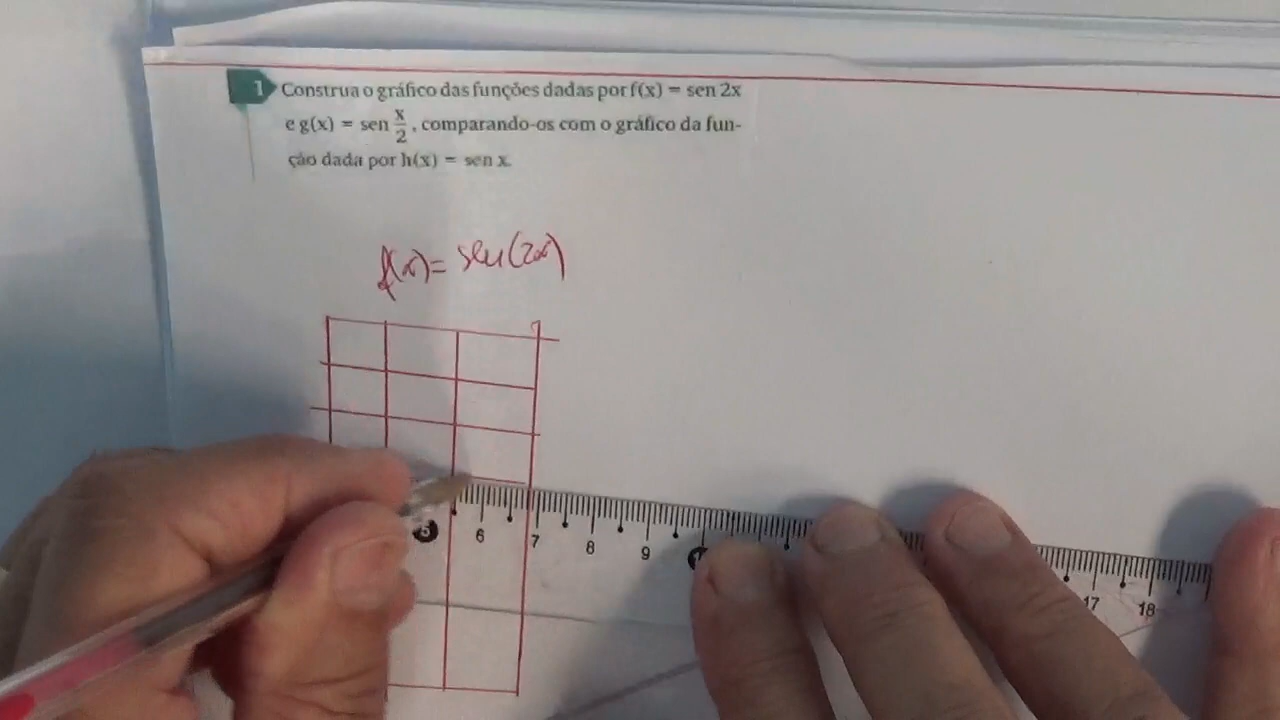 1 Construa o gráfico das funções dadas por f(x) = sen 2x
e g(x) = sen x/2, comparando-os com o gráfico da fun-
ção dada por h(x) = sen x.
f(x) = sen(2x)
5 6 7 8 9 17 18